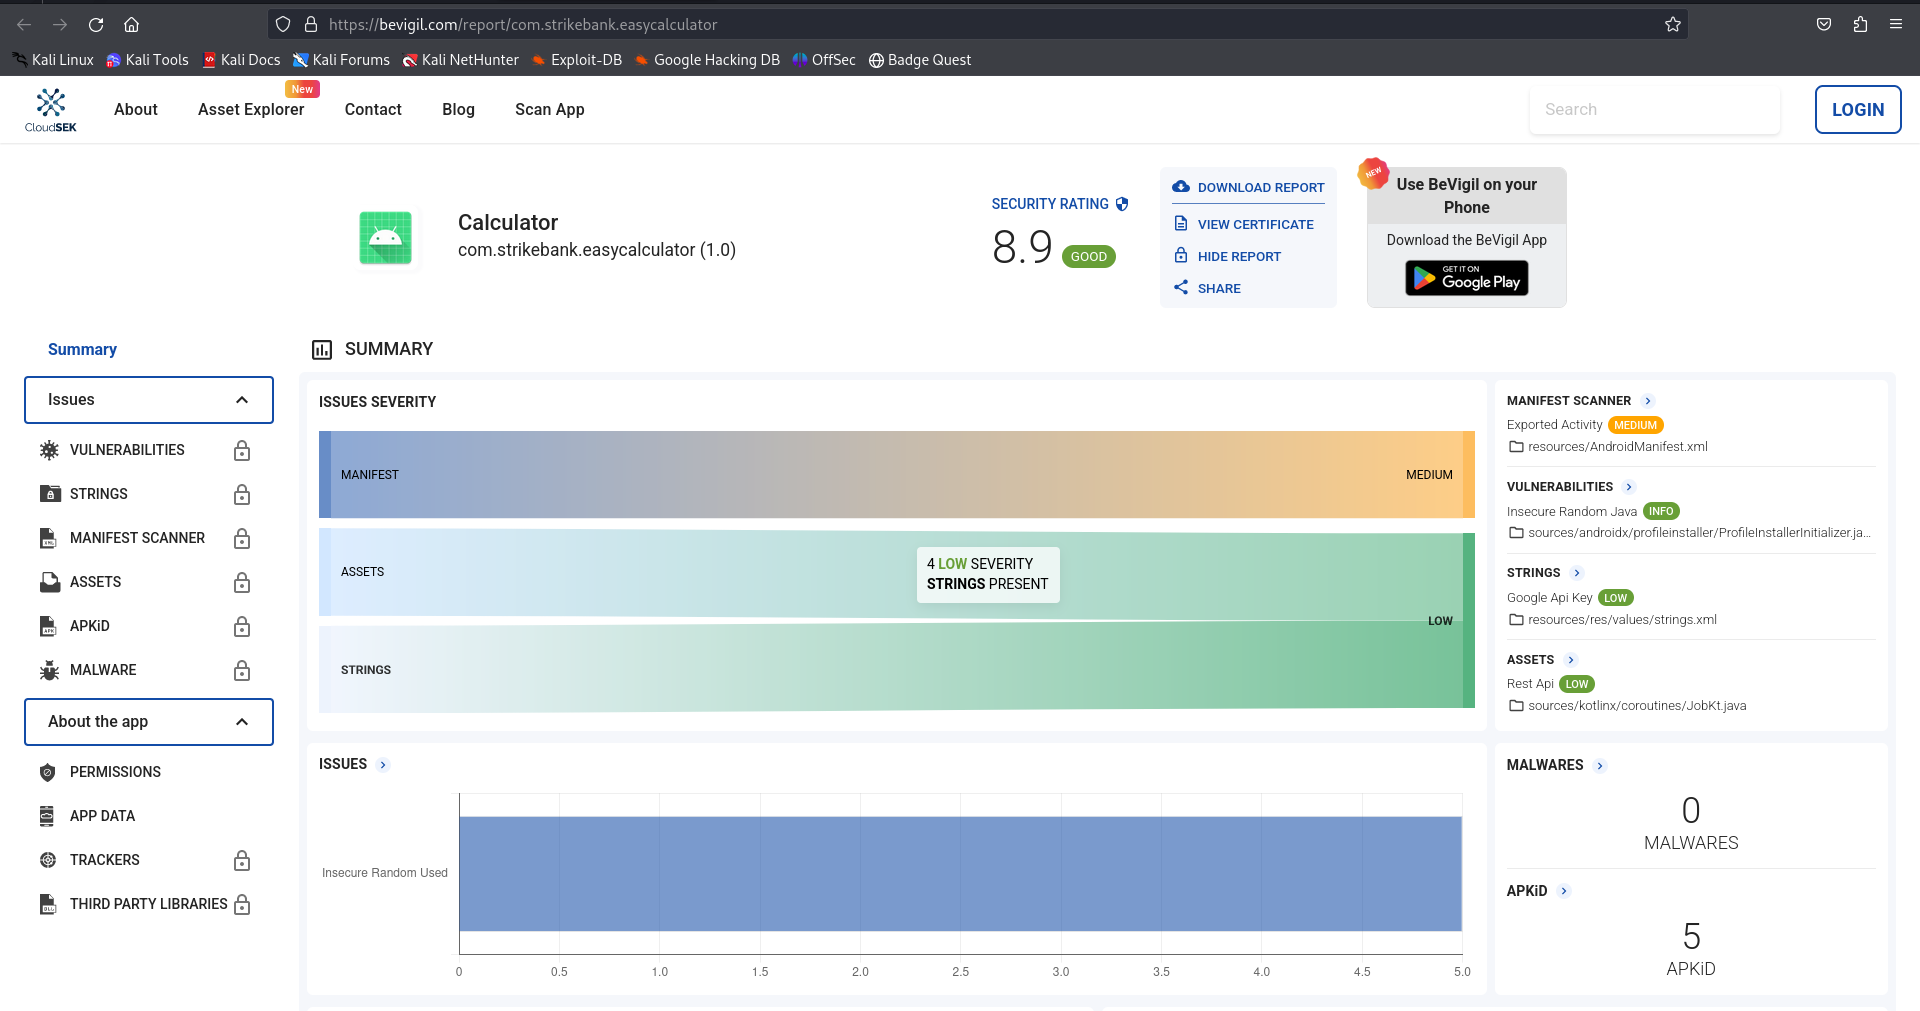 https://bevigil.com/report/com.strikebank.easycalculator
Kali Linux
Kali Tools
Kali Docs
Kali Forums
Kali NetHunter
Exploit-DB
Google Hacking DB
OffSec
Badge Quest
CloudSEK
About
Asset Explorer
New
Contact
Blog
Scan App
Search
LOGIN
Calculator
com.strikebank.easycalculator (1.0)
SECURITY RATING
8.9 GOOD
DOWNLOAD REPORT
VIEW CERTIFICATE
HIDE REPORT
SHARE
NEW
Use BeVigil on your
Phone
Download the BeVigil App
GET IT ON
Google Play
Summary
Issues
VULNERABILITIES
STRINGS
MANIFEST SCANNER
ASSETS
APKiD
MALWARE
About the app
PERMISSIONS
APP DATA
TRACKERS
THIRD PARTY LIBRARIES
SUMMARY
ISSUES SEVERITY
MANIFEST
MEDIUM
ASSETS
4 LOW SEVERITY
STRINGS PRESENT
LOW
STRINGS
MANIFEST SCANNER
Exported Activity MEDIUM
resources/AndroidManifest.xml
VULNERABILITIES
Insecure Random Java INFO
sources/androidx/profileinstaller/ProfileInstallerInitializer.ja...
STRINGS
Google Api Key LOW
resources/res/values/strings.xml
ASSETS
Rest Api LOW
sources/kotlinx/coroutines/JobKt.java
ISSUES
Insecure Random Used
0 0.5 1.0 1.5 2.0 2.5 3.0 3.5 4.0 4.5 5.0
MALWARES
0
MALWARES
APKiD
5
APKiD